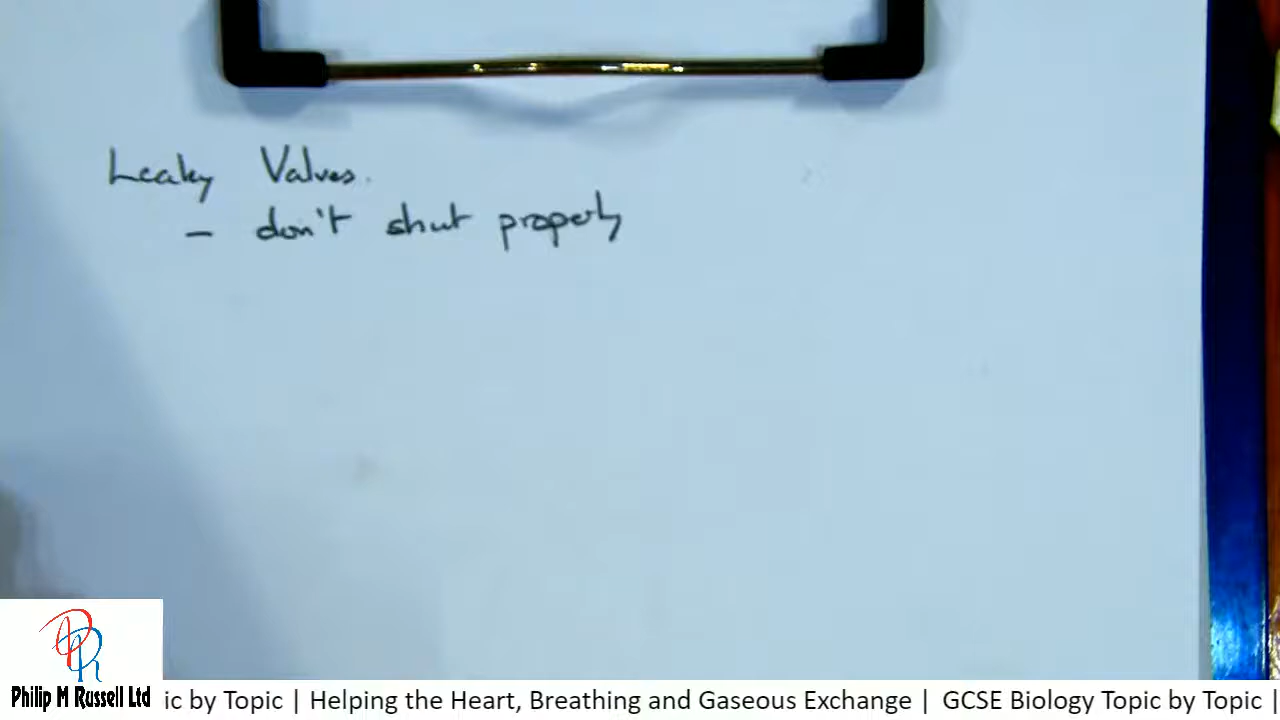 Leaky Valves.
– don't shut properly
Philip M Russell Ltd
ic by Topic | Helping the Heart, Breathing and Gaseous Exchange | GCSE Biology Topic by Topic |